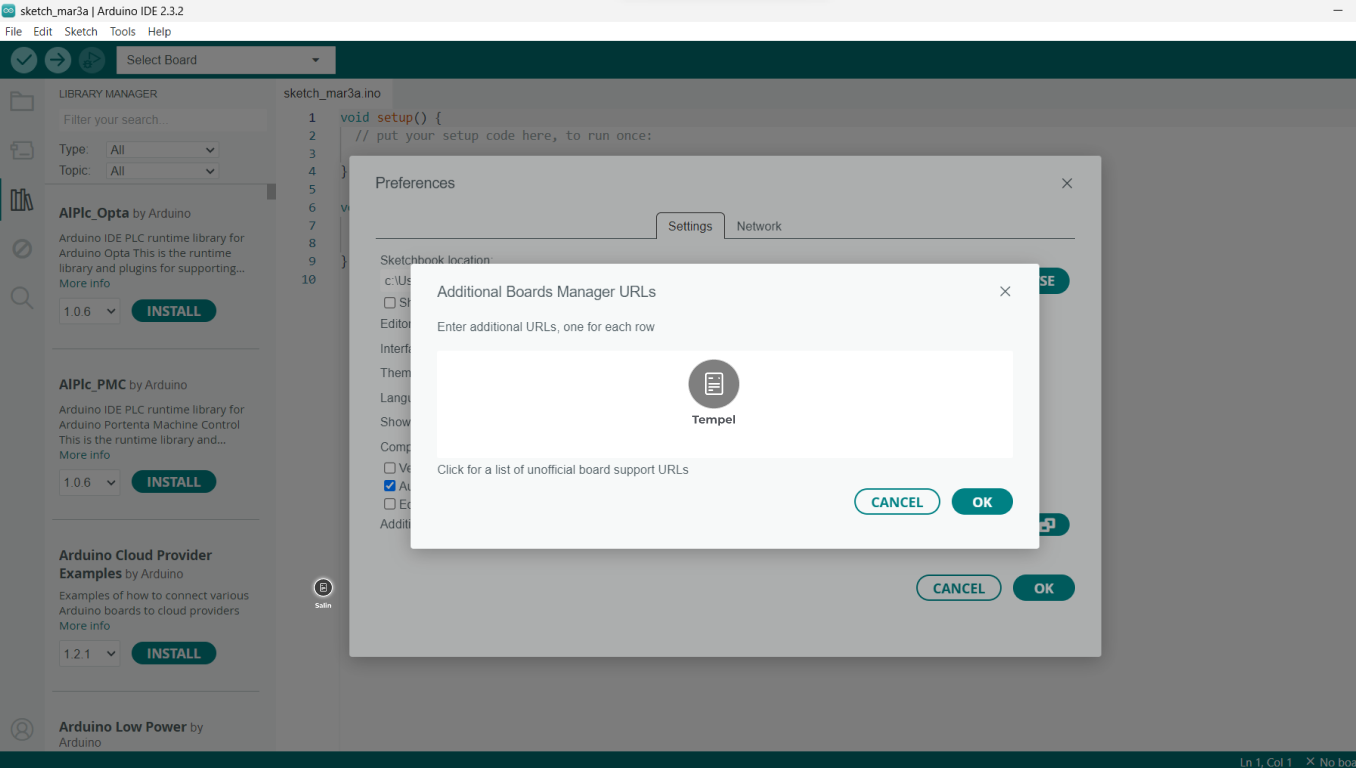 sketch_mar3a | Arduino IDE 2.3.2
File Edit Sketch Tools Help
Select Board
LIBRARY MANAGER
Filter your search...
Type: All
Topic: All
AlPlc_Opta by Arduino
Arduino IDE PLC runtime library for
Arduino Opta This is the runtime
library and plugins for supporting...
More info
1.0.6 INSTALL
AlPlc_PMC by Arduino
Arduino IDE PLC runtime library for
Arduino Portenta Machine Control
This is the runtime library and...
More info
1.0.6 INSTALL
Arduino Cloud Provider
Examples by Arduino
Examples of how to connect various
Arduino boards to cloud providers
More info
1.2.1 INSTALL
Arduino Low Power by
Arduino
sketch_mar3a.ino
1 void setup() {
2 // put your setup code here, to run once:
3
4 }
5
6 v
7
8
9 }
10
Preferences
Settings Network
Sketchbook location:
c:\Us
SE
Sh
Editor
Interfa
Them
Langu
Show
Comp
Ve
Au
Ed
Additi
CANCEL OK
Additional Boards Manager URLs
Enter additional URLs, one for each row
Tempel
Click for a list of unofficial board support URLs
CANCEL OK
Salin
Ln 1, Col 1 × No boa